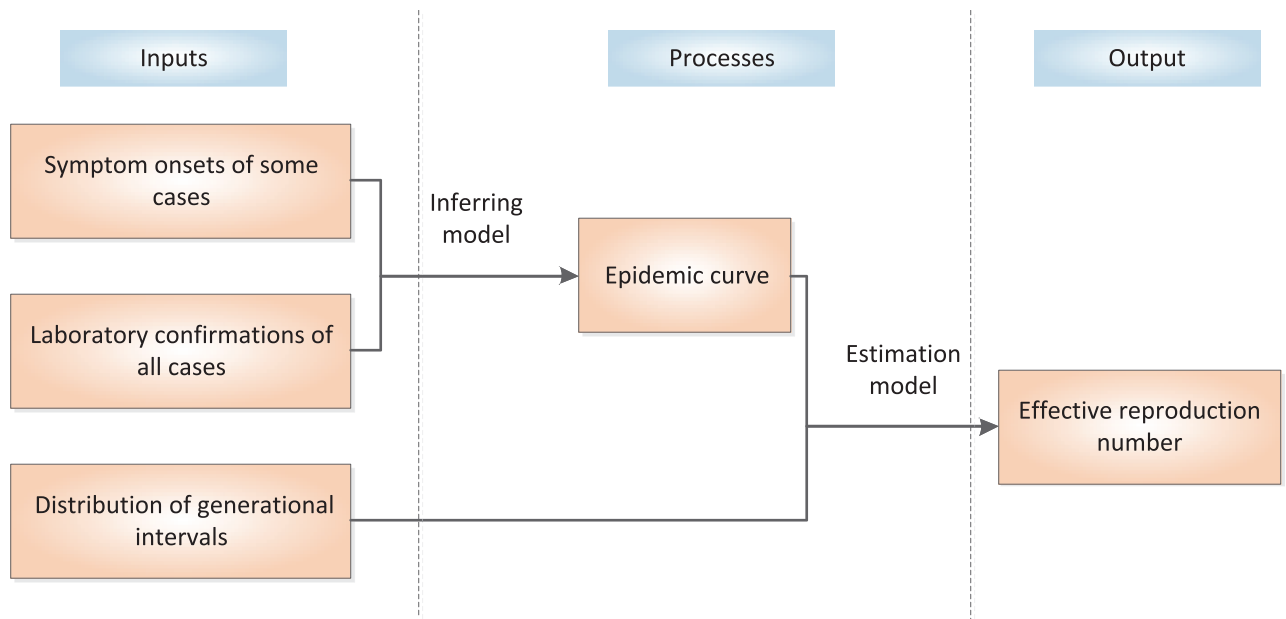 Inputs
Processes
Output
Symptom onsets of some
cases
Inferring
model
Laboratory confirmations of
all cases
Epidemic curve
Estimation
model
Effective reproduction
number
Distribution of generational
intervals